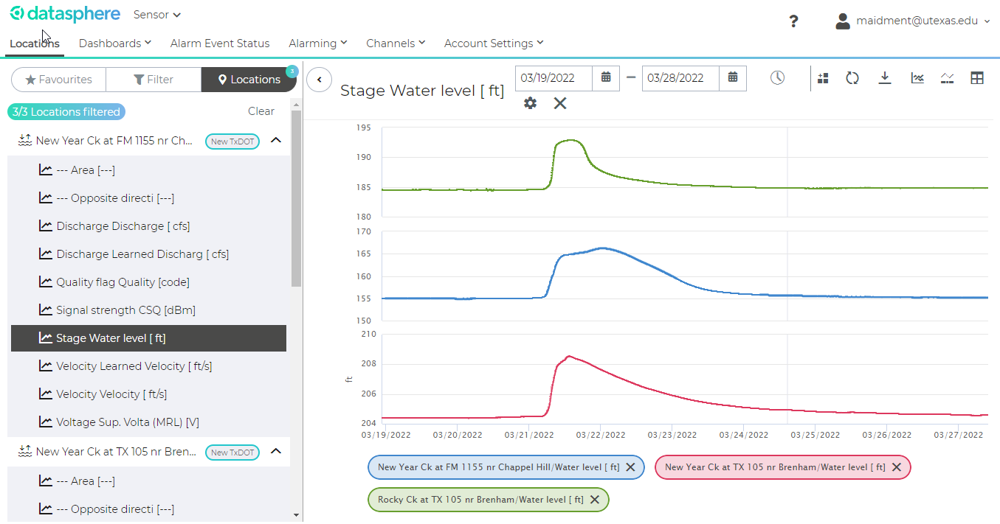 datasphere Sensor
? maidment@utexas.edu
Locations Dashboards Alarm Event Status Alarming Channels Account Settings
Favourites Filter Locations 3
03/19/2022 — 03/28/2022
Stage Water level [ ft]
3/3 Locations filtered Clear
New Year Ck at FM 1155 nr Ch... New TxDOT
--- Area [---]
--- Opposite directi [---]
Discharge Discharge [ cfs]
Discharge Learned Discharg [ cfs]
Quality flag Quality [code]
Signal strength CSQ [dBm]
Stage Water level [ ft]
Velocity Learned Velocity [ ft/s]
Velocity Velocity [ ft/s]
Voltage Sup. Volta (MRL) [V]
New Year Ck at TX 105 nr Bren... New TxDOT
--- Area [---]
--- Opposite directi [---]
195
190
185
180
170
165
160
155
150
210
208
206
204
ft
03/19/2022 03/20/2022 03/21/2022 03/22/2022 03/23/2022 03/24/2022 03/25/2022 03/26/2022 03/27/2022
New Year Ck at FM 1155 nr Chappel Hill/Water level [ ft] New Year Ck at TX 105 nr Brenham/Water level [ ft]
Rocky Ck at TX 105 nr Brenham/Water level [ ft]